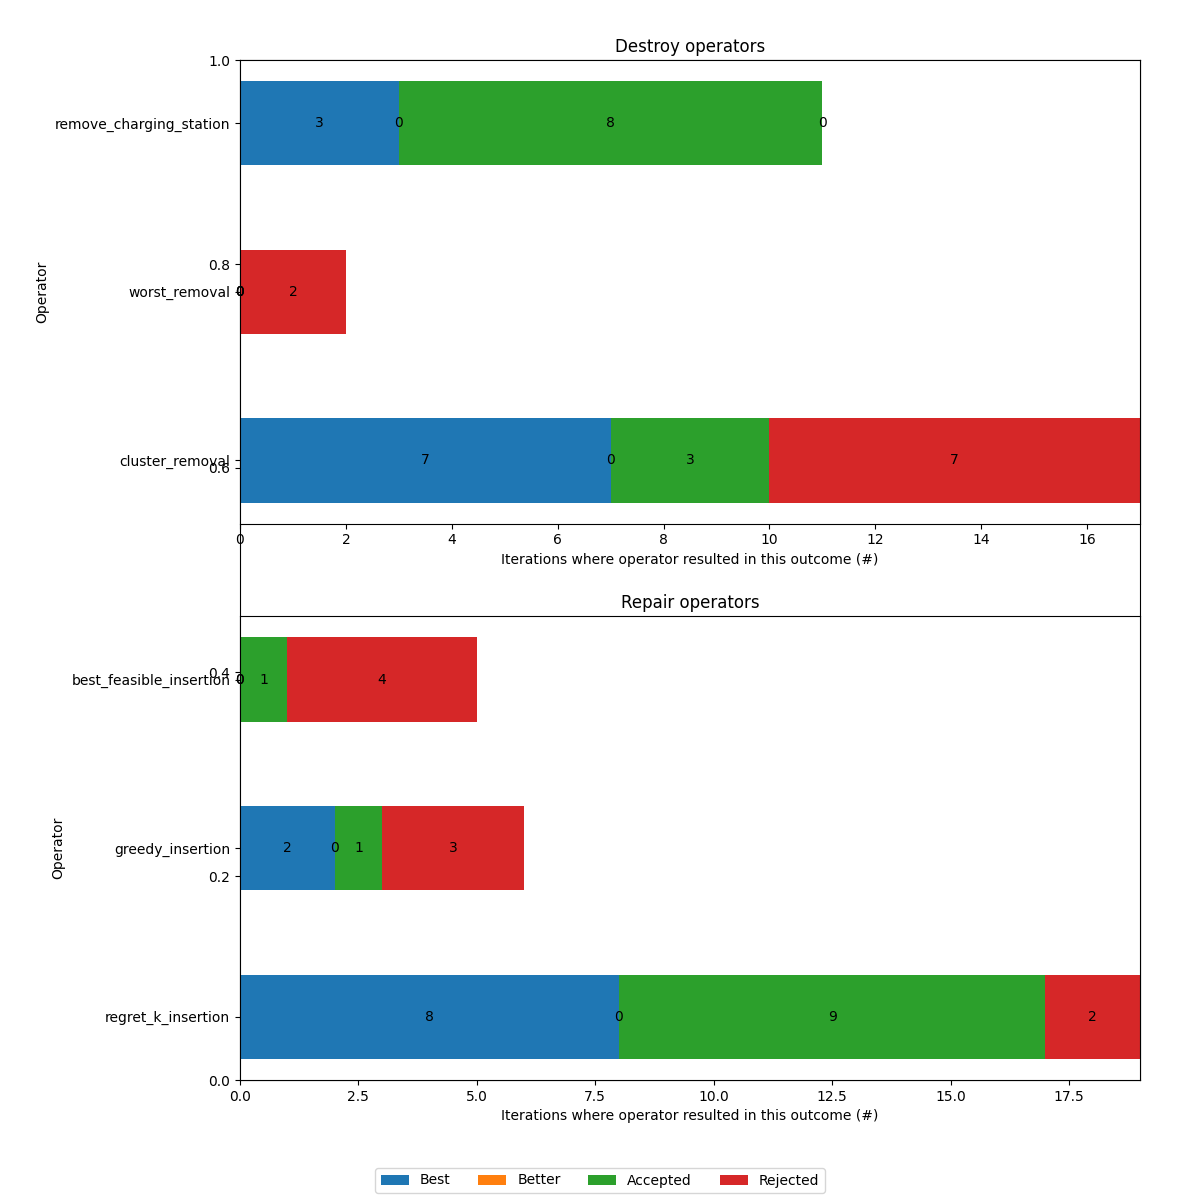 Destroy operators
1.0
remove_charging_station 3 0 8 0
Operator
0.8
worst_removal 0 0 2
cluster_removal 7 0 3 7
0.6
0 2 4 6 8 10 12 14 16
Iterations where operator resulted in this outcome (#)
Repair operators
0.4
best_feasible_insertion 0 1 4
Operator
greedy_insertion 2 0 1 3
0.2
regret_k_insertion 8 0 9 2
0.0
0.0 2.5 5.0 7.5 10.0 12.5 15.0 17.5
Iterations where operator resulted in this outcome (#)
Best Better Accepted Rejected